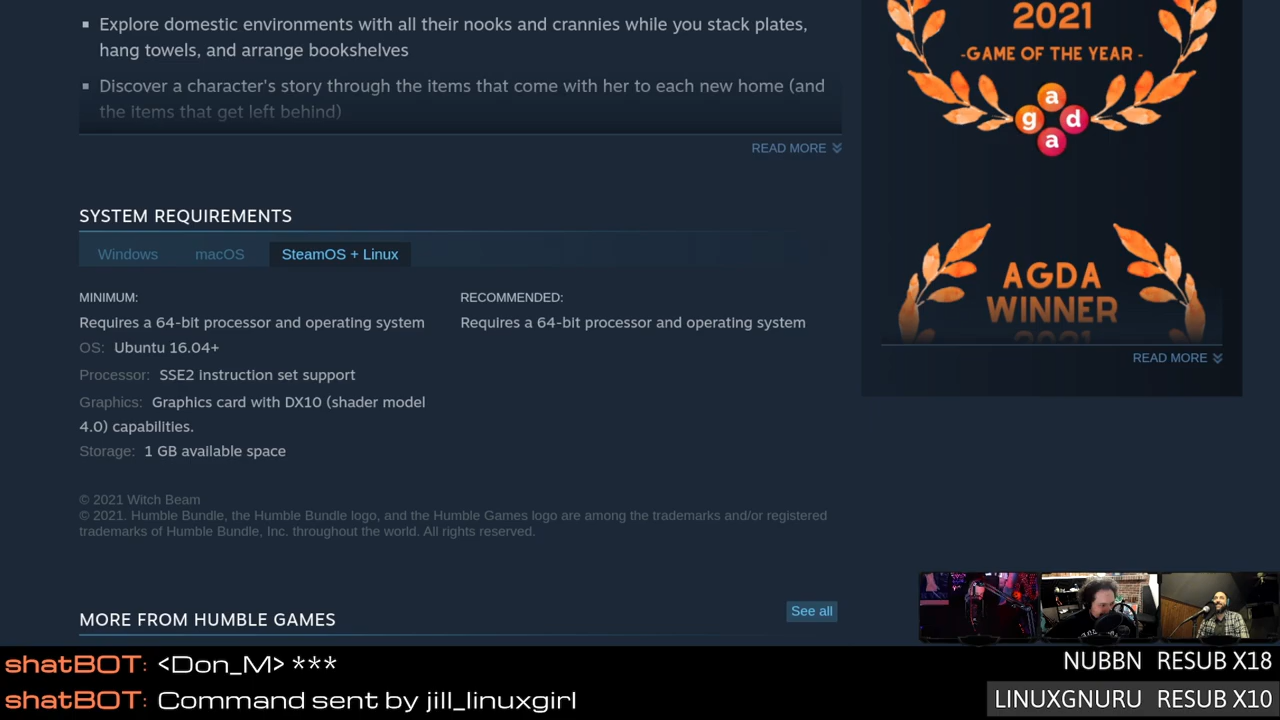 Explore domestic environments with all their nooks and crannies while you stack plates,
hang towels, and arrange bookshelves
Discover a character's story through the items that come with her to each new home (and
the items that get left behind)
READ MORE
2021
-GAME OF THE YEAR-
a
g d
a
AGDA
WINNER
2021
READ MORE
SYSTEM REQUIREMENTS
Windows macOS SteamOS + Linux
MINIMUM:
Requires a 64-bit processor and operating system
OS: Ubuntu 16.04+
Processor: SSE2 instruction set support
Graphics: Graphics card with DX10 (shader model
4.0) capabilities.
Storage: 1 GB available space
RECOMMENDED:
Requires a 64-bit processor and operating system
© 2021 Witch Beam
© 2021. Humble Bundle, the Humble Bundle logo, and the Humble Games logo are among the trademarks and/or registered
trademarks of Humble Bundle, Inc. throughout the world. All rights reserved.
MORE FROM HUMBLE GAMES
See all
shatBOT: <Don_M> ***
shatBOT: Command sent by jill_linuxgirl
NUBBN RESUB X18
LINUXGNURU RESUB X10